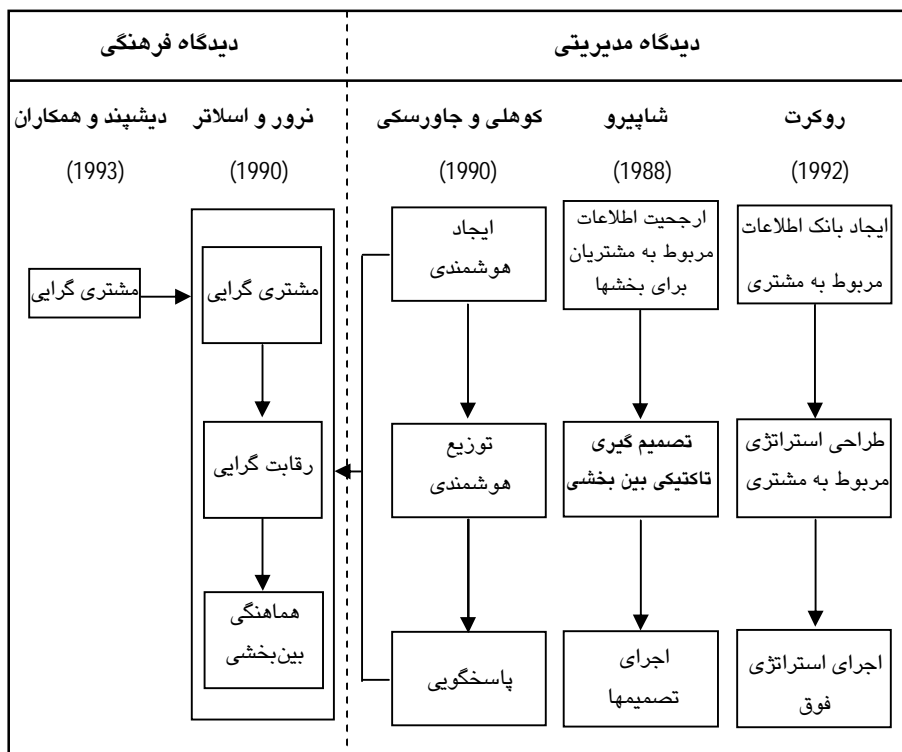 دیدگاه مدیریتی
دیدگاه فرهنگی
روکرت
(1992)
ایجاد بانک اطلاعات
مربوط به مشتری
طراحی استراتژی
مربوط به مشتری
اجرای استراتژی
فوق
شاپیرو
(1988)
ارجحیت اطلاعات
مربوط به مشتریان
برای بخشها
تصمیم گیری
تاکتیکی بین بخشی
اجرای
تصمیمها
کوهلی و جاورسکی
(1990)
ایجاد
هوشمندی
توزیع
هوشمندی
پاسخگویی
نرور و اسلاتر
(1990)
مشتری گرایی
رقابت گرایی
هماهنگی
بین‌بخشی
دیشپند و همکاران
(1993)
مشتری گرایی